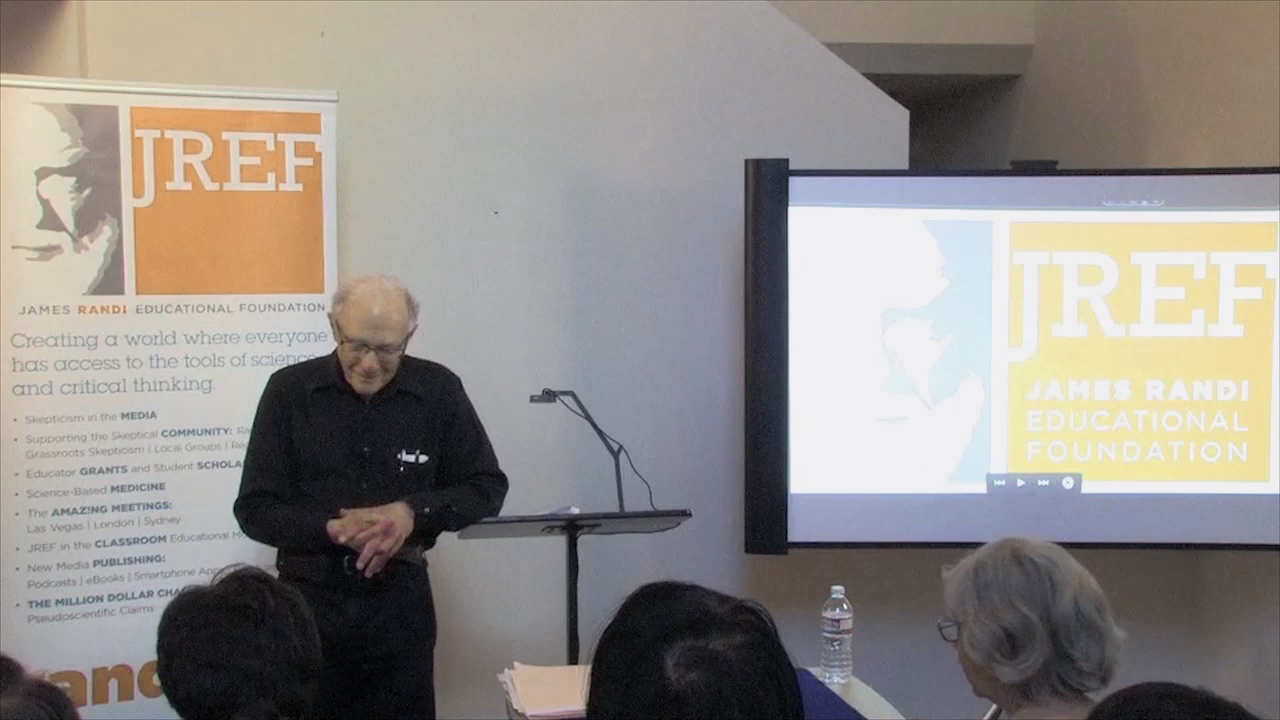 JREF
JAMES RANDI EDUCATIONAL FOUNDATION
Creating a world where everyone
has access to the tools of science
and critical thinking.
• Skepticism in the MEDIA
• Supporting the Skeptical COMMUNITY:
Grassroots Skepticism | Local Groups |
• Educator GRANTS and Student
• Science-Based MEDICINE
• The AMAZ!NG MEETINGS:
Las Vegas | London | Sydney
• JREF in the CLASSROOM Educational
• New Media PUBLISHING:
Podcasts | eBooks | Smartphone
• THE MILLION DOLLAR
Pseudoscientific Claims
JREF
JAMES RANDI
EDUCATIONAL
FOUNDATION